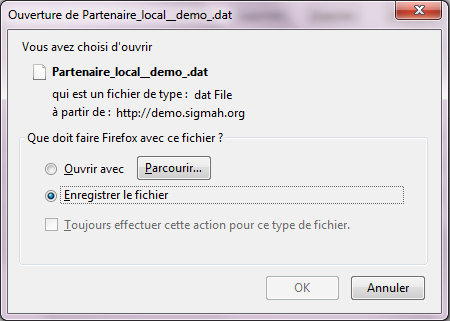 Ouverture de Partenaire_local__demo_.dat
Vous avez choisi d'ouvrir
Partenaire_local__demo_.dat
qui est un fichier de type : dat File
à partir de : http://demo.sigmah.org
Que doit faire Firefox avec ce fichier ?
Ouvrir avec Parcourir...
Enregistrer le fichier
Toujours effectuer cette action pour ce type de fichier.
OK Annuler